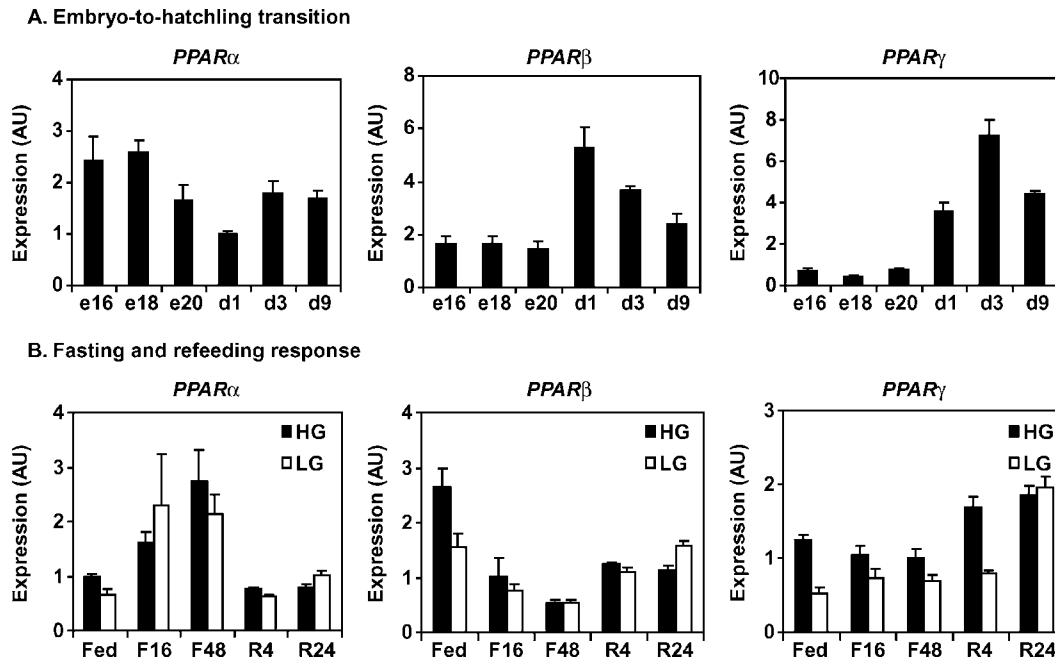 A. Embryo-to-hatchling transition
PPARα
Expression (AU)
4
3
2
1
0
e16 e18 e20 d1 d3 d9
PPARβ
Expression (AU)
8
6
4
2
0
e16 e18 e20 d1 d3 d9
PPARγ
Expression (AU)
10
8
6
4
2
0
e16 e18 e20 d1 d3 d9
B. Fasting and refeeding response
PPARα
Expression (AU)
4
3
2
1
0
HG
LG
Fed F16 F48 R4 R24
PPARβ
Expression (AU)
4
3
2
1
0
HG
LG
Fed F16 F48 R4 R24
PPARγ
Expression (AU)
3
2
1
0
HG
LG
Fed F16 F48 R4 R24